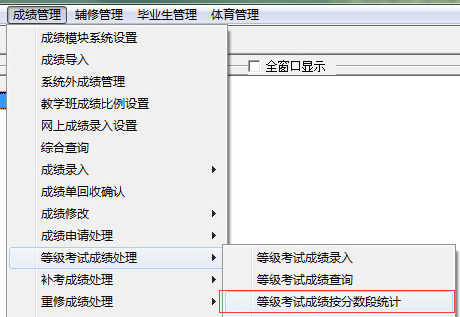 成绩管理 辅修管理 毕业生管理 体育管理
成绩模块系统设置
成绩导入
全窗口显示
系统外成绩管理
教学班成绩比例设置
网上成绩录入设置
综合查询
成绩录入
成绩单回收确认
成绩修改
成绩申请处理
等级考试成绩处理
补考成绩处理
重修成绩处理
等级考试成绩录入
等级考试成绩查询
等级考试成绩按分数段统计